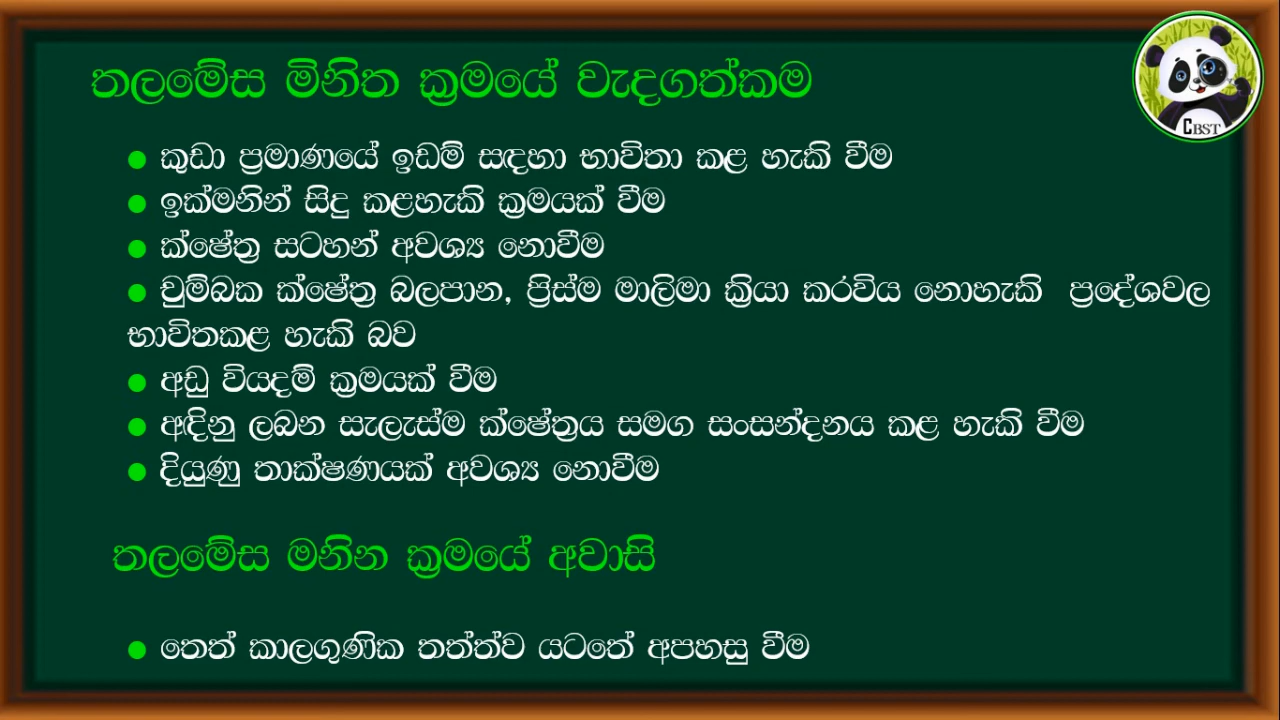 තලමේස මිනිත ක්‍රමයේ වැදගත්කම
● කුඩා ප්‍රමාණයේ ඉඩම් සඳහා භාවිතා කළ හැකි වීම
● ඉක්මනින් සිදු කළහැකි ක්‍රමයක් වීම
● ක්ෂේත්‍ර සටහන් අවශ්‍ය නොවීම
● චුම්බක ක්ෂේත්‍ර බලපාන, ප්‍රිස්ම මාලිමා ක්‍රියා කරවිය නොහැකි ප්‍රදේශවල
භාවිතකළ හැකි බව
● අඩු වියදම් ක්‍රමයක් වීම
● අඳිනු ලබන සැලැස්ම ක්ෂේත්‍රය සමග සංසන්දනය කළ හැකි වීම
● දියුණු තාක්ෂණයක් අවශ්‍ය නොවීම
තලමේස මනින ක්‍රමයේ අවාසි
● තෙත් කාලගුණික තත්ත්ව යටතේ අපහසු වීම
CBST